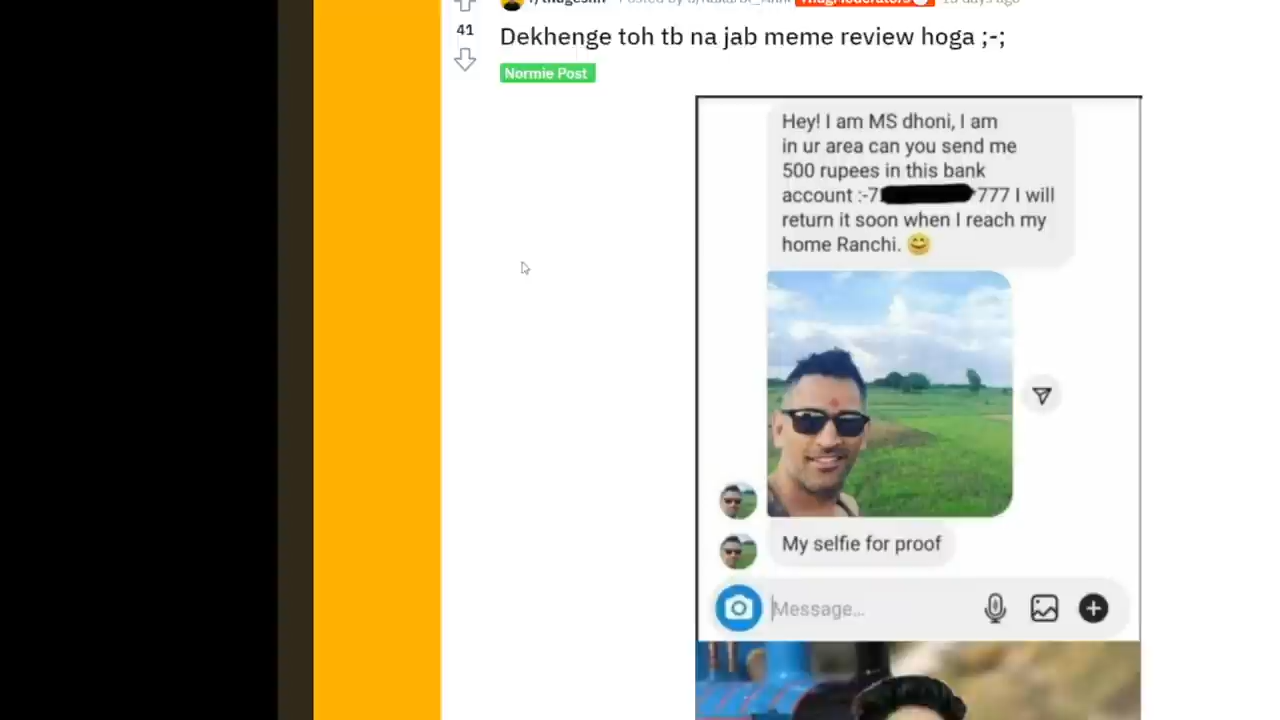 41
Dekhenge toh tb na jab meme review hoga ;-;
Normie Post
Hey! I am MS dhoni, I am
in ur area can you send me
500 rupees in this bank
account :-7 777 I will
return it soon when I reach my
home Ranchi. 😄
My selfie for proof
Message...